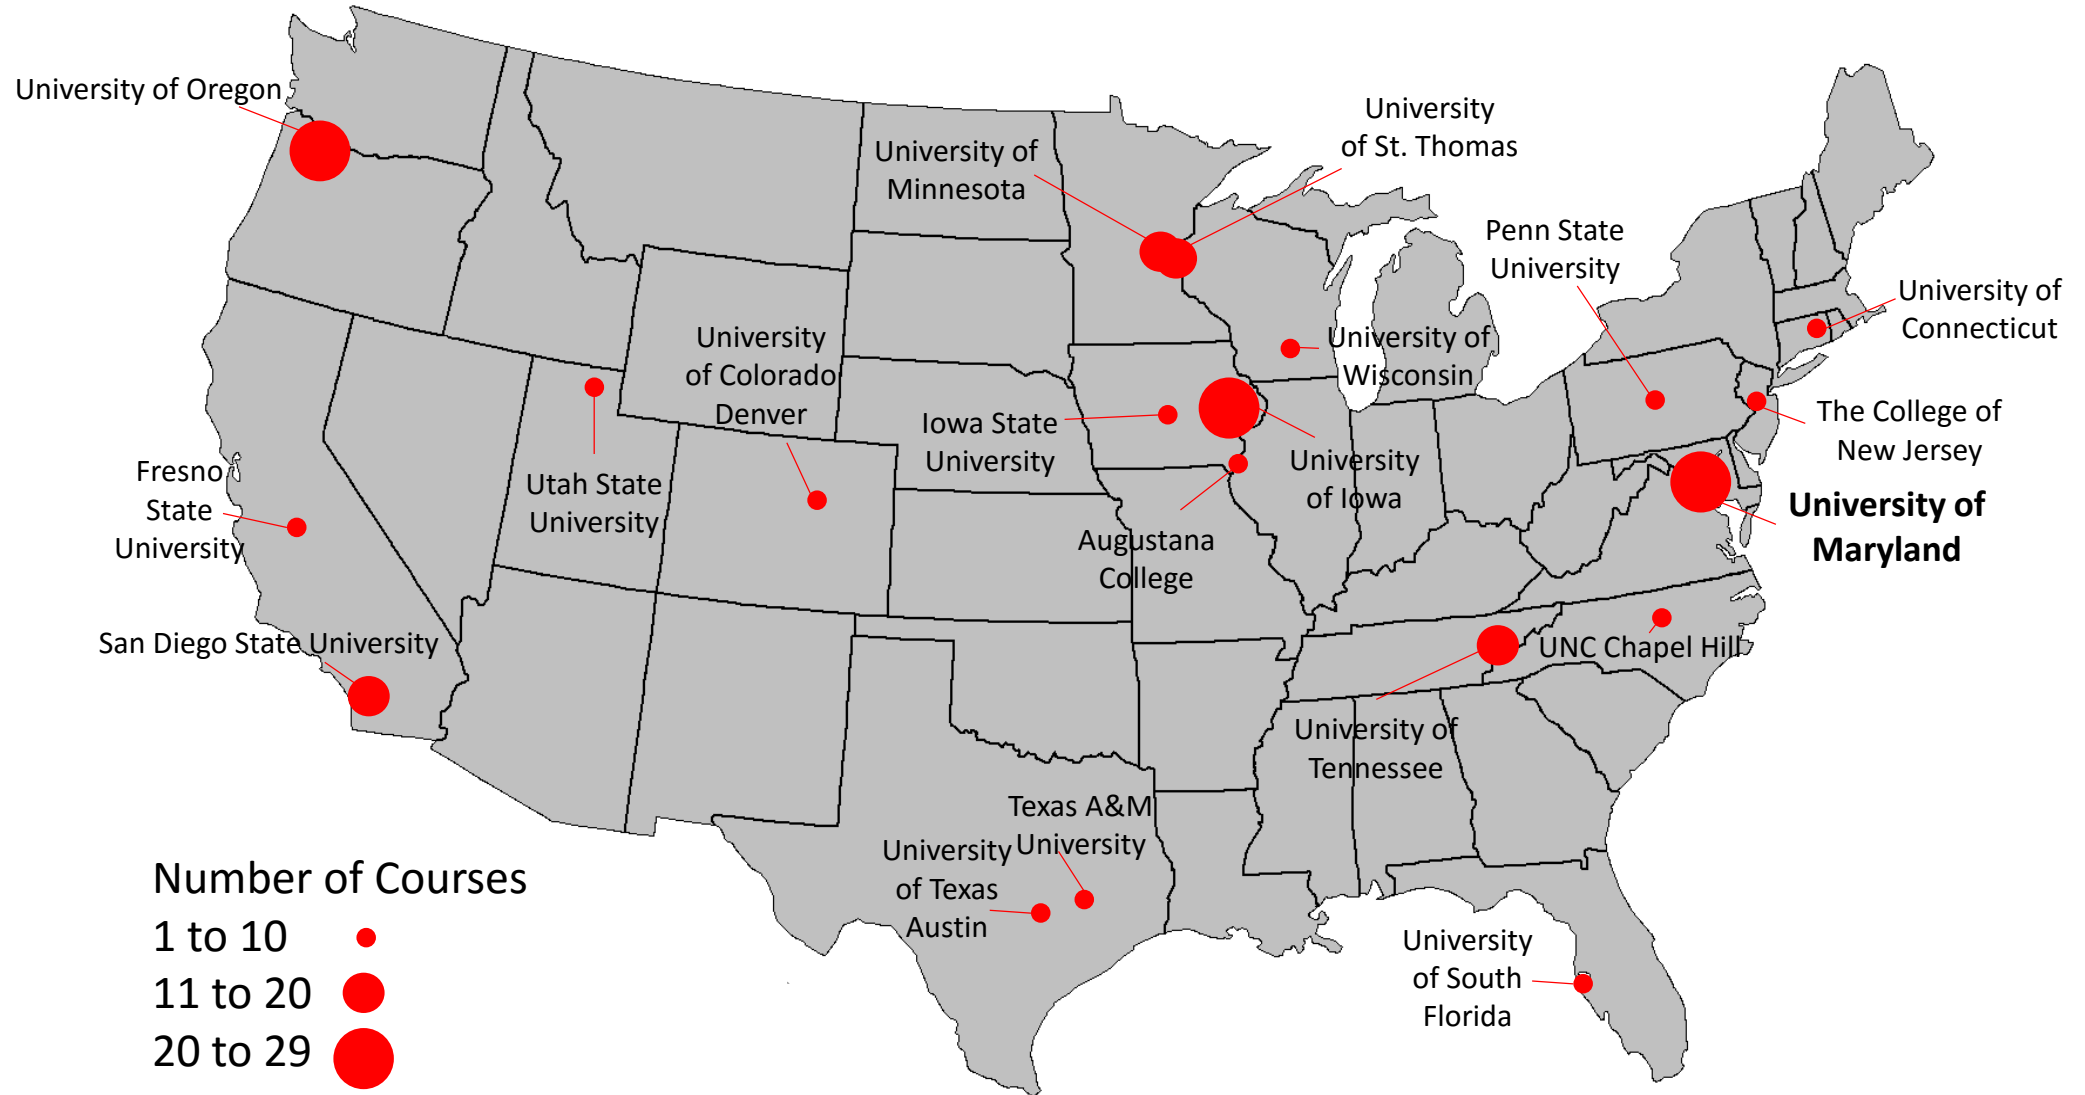 University of Oregon
University
of St. Thomas
University of
Minnesota
Penn State
University
University of
Connecticut
University
of Colorado
Denver
University of
Wisconsin
Iowa State
University
The College of
New Jersey
Fresno
State
University
Utah State
University
University
of Iowa
University of
Maryland
Augustana
College
San Diego State University
UNC Chapel Hill
University of
Tennessee
Texas A&M
University
University
of Texas
Austin
University
of South
Florida
Number of Courses
1 to 10
11 to 20
20 to 29